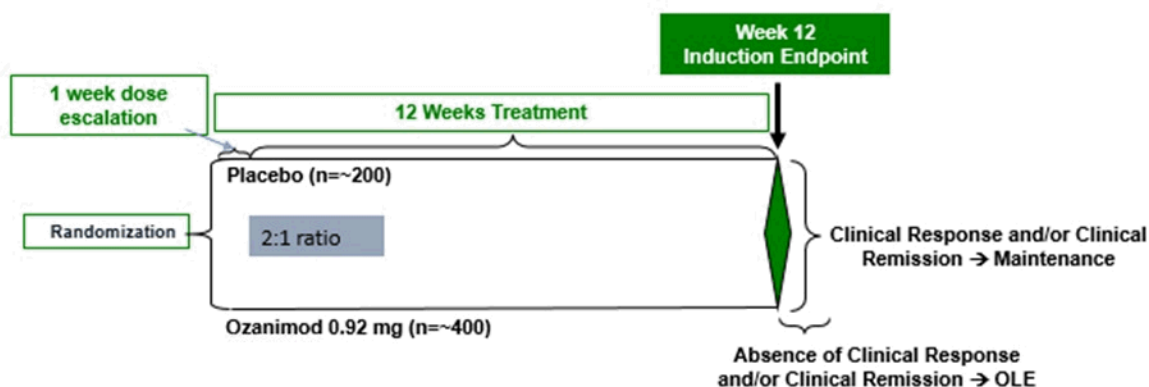 Week 12
Induction Endpoint
1 week dose
escalation
12 Weeks Treatment
Placebo (n=~200)
Randomization
2:1 ratio
Clinical Response and/or Clinical
Remission → Maintenance
Ozanimod 0.92 mg (n=~400)
Absence of Clinical Response
and/or Clinical Remission → OLE